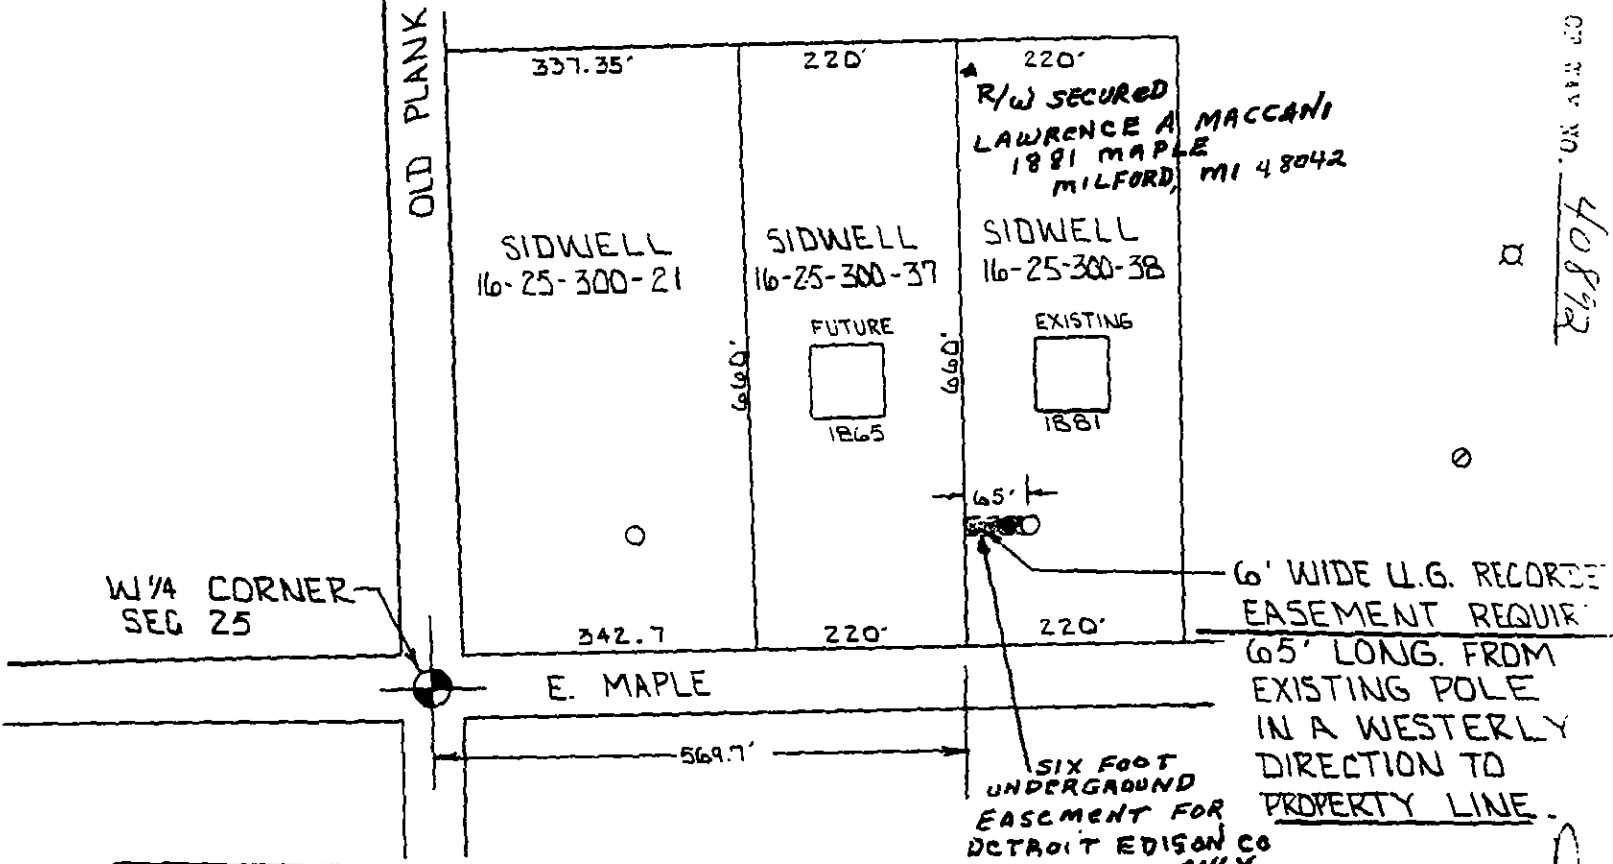 OLD PLANK
337.35'
220'
220'
R/W SECURED
LAWRENCE A MACCANI
1881 MAPLE
MILFORD, MI 48042
NO. 40892
SIDWELL
16-25-300-21
SIDWELL
16-25-300-37
SIDWELL
16-25-300-38
FUTURE
1865
EXISTING
1881
660'
660'
65'
W 1/4 CORNER
SEC 25
342.7
220'
220'
E. MAPLE
569.7'
6' WIDE U.G. RECORDE
EASEMENT REQUIR
65' LONG. FROM
EXISTING POLE
IN A WESTERLY
DIRECTION TO
PROPERTY LINE.
SIX FOOT
UNDERGROUND
EASEMENT FOR
DETROIT EDISON CO